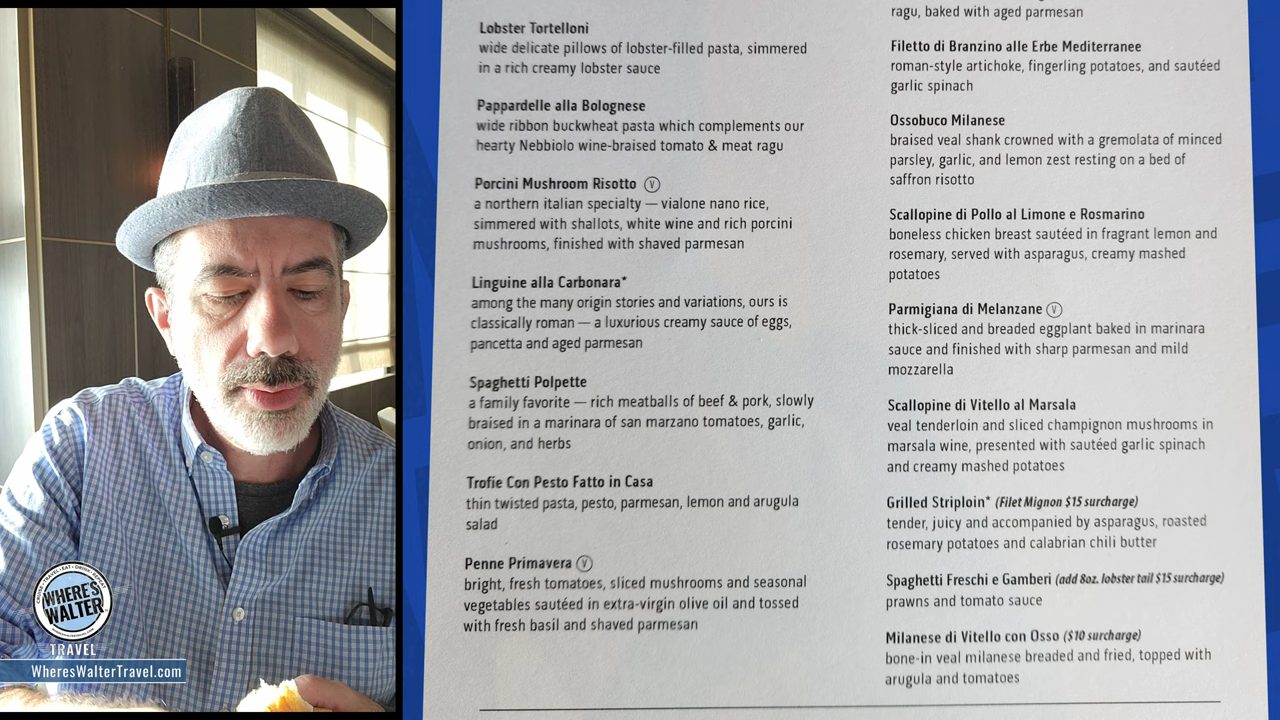 Lobster Tortelloni
wide delicate pillows of lobster-filled pasta, simmered
in a rich creamy lobster sauce
Pappardelle alla Bolognese
wide ribbon buckwheat pasta which complements our
hearty Nebbiolo wine-braised tomato & meat ragu
Porcini Mushroom Risotto V
a northern italian specialty — vialone nano rice,
simmered with shallots, white wine and rich porcini
mushrooms, finished with shaved parmesan
Linguine alla Carbonara*
among the many origin stories and variations, ours is
classically roman — a luxurious creamy sauce of eggs,
pancetta and aged parmesan
Spaghetti Polpette
a family favorite — rich meatballs of beef & pork, slowly
braised in a marinara of san marzano tomatoes, garlic,
onion, and herbs
Trofie Con Pesto Fatto in Casa
thin twisted pasta, pesto, parmesan, lemon and arugula
salad
Penne Primavera V
bright, fresh tomatoes, sliced mushrooms and seasonal
vegetables sautéed in extra-virgin olive oil and tossed
with fresh basil and shaved parmesan
ragu, baked with aged parmesan
Filetto di Branzino alle Erbe Mediterranee
roman-style artichoke, fingerling potatoes, and sautéed
garlic spinach
Ossobuco Milanese
braised veal shank crowned with a gremolata of minced
parsley, garlic, and lemon zest resting on a bed of
saffron risotto
Scallopine di Pollo al Limone e Rosmarino
boneless chicken breast sautéed in fragrant lemon and
rosemary, served with asparagus, creamy mashed
potatoes
Parmigiana di Melanzane V
thick-sliced and breaded eggplant baked in marinara
sauce and finished with sharp parmesan and mild
mozzarella
Scallopine di Vitello al Marsala
veal tenderloin and sliced champignon mushrooms in
marsala wine, presented with sautéed garlic spinach
and creamy mashed potatoes
Grilled Striploin* (Filet Mignon $15 surcharge)
tender, juicy and accompanied by asparagus, roasted
rosemary potatoes and calabrian chili butter
Spaghetti Freschi e Gamberi (add 8oz. lobster tail $15 surcharge)
prawns and tomato sauce
Milanese di Vitello con Osso ($10 surcharge)
bone-in veal milanese breaded and fried, topped with
arugula and tomatoes
WHERE'S
WALTER
TRAVEL
WheresWalterTravel.com